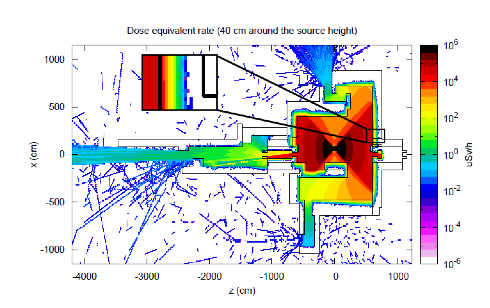 Dose equivalent rate (40 cm around the source height)
1000
500
0
-500
-1000
x (cm)
-4000 -3000 -2000 -1000 0 1000
z (cm)
10^6
10^4
10^2
10^0
10^-2
10^-4
10^-6
uSv/h